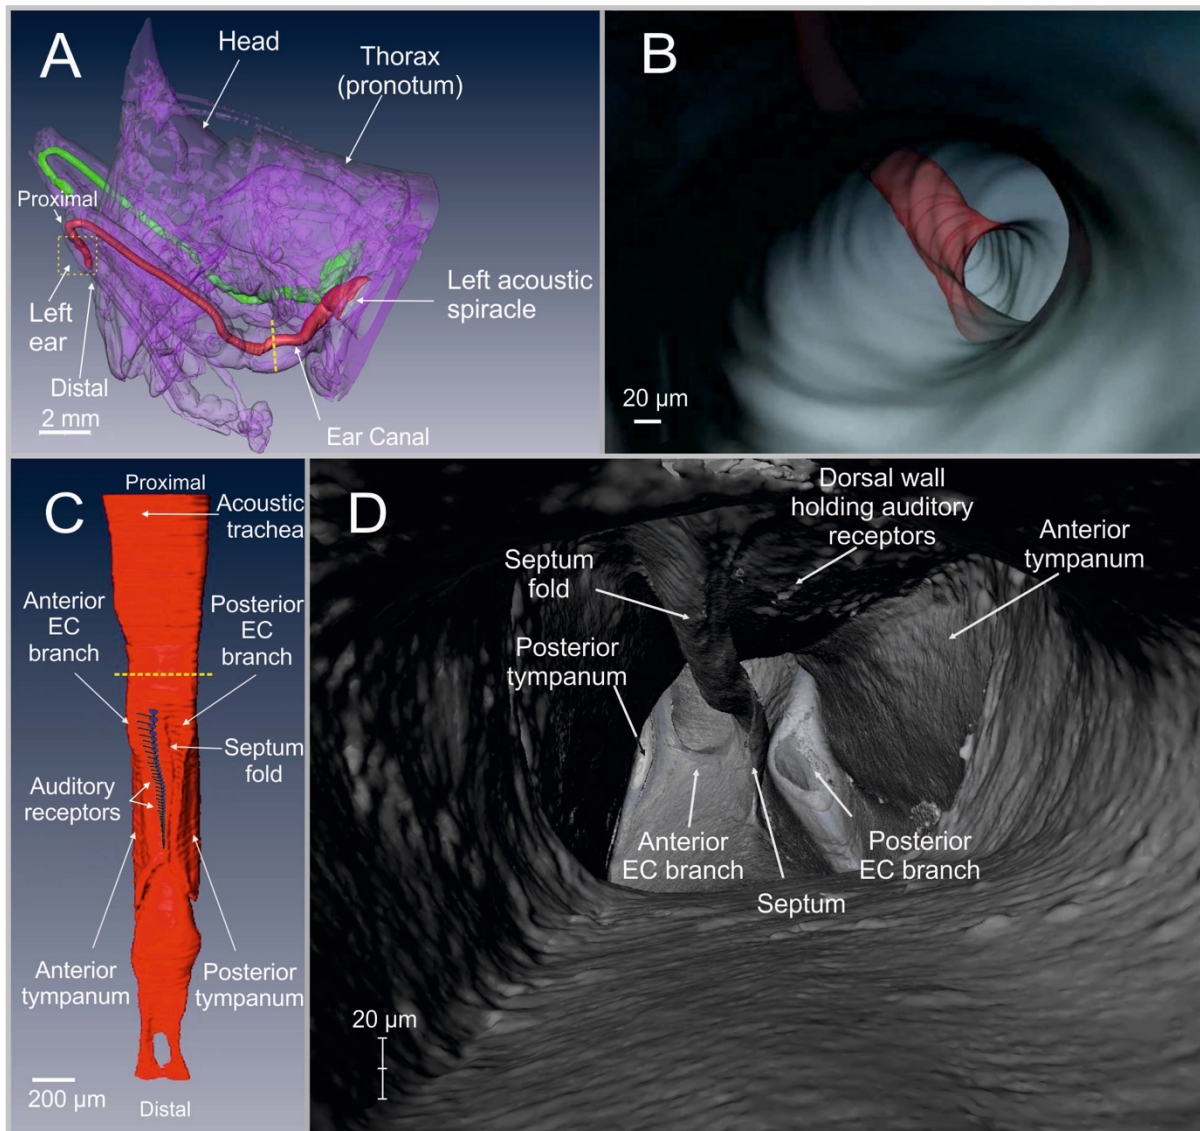 A
Head
Thorax
(pronotum)
Proximal
Left
ear
Distal
2 mm
Left acoustic
spiracle
Ear Canal
B
20 µm
C
Proximal
Acoustic
trachea
Anterior
EC
branch
Posterior
EC
branch
Septum
fold
Auditory
receptors
Anterior
tympanum
Posterior
tympanum
200 µm
Distal
D
Dorsal wall
holding auditory
receptors
Septum
fold
Anterior
tympanum
Posterior
tympanum
Anterior
EC branch
Posterior
EC branch
Septum
20 µm